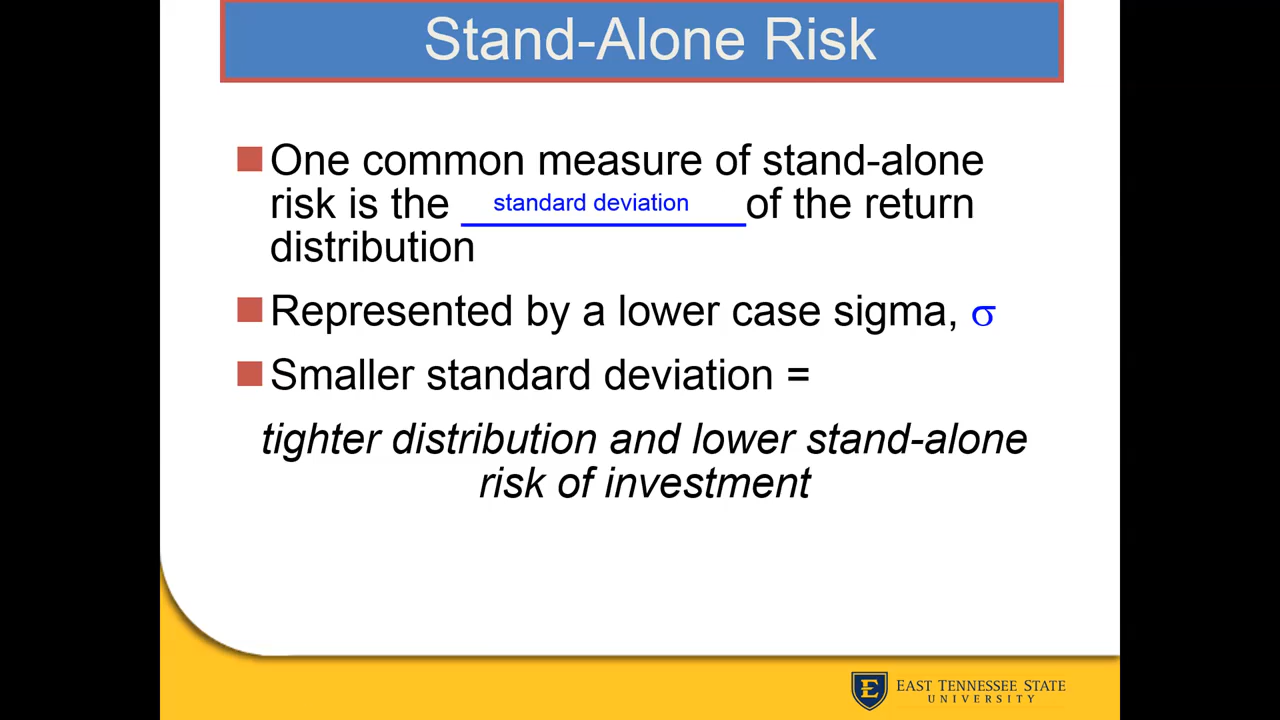 Stand-Alone Risk
One common measure of stand-alone
risk is the standard deviation of the return
distribution
Represented by a lower case sigma, σ
Smaller standard deviation =
tighter distribution and lower stand-alone
risk of investment
EAST TENNESSEE STATE
UNIVERSITY